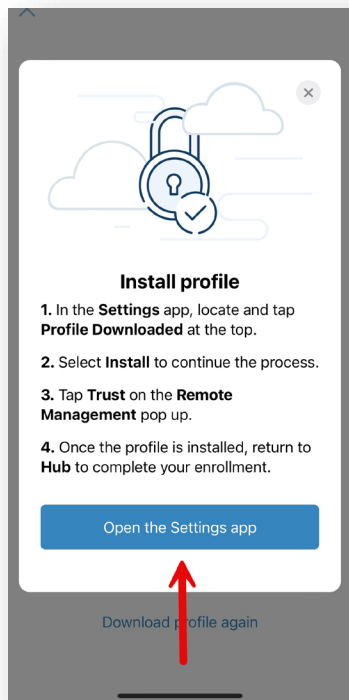 Install profile
1. In the Settings app, locate and tap
Profile Downloaded at the top.
2. Select Install to continue the process.
3. Tap Trust on the Remote
Management pop up.
4. Once the profile is installed, return to
Hub to complete your enrollment.
Open the Settings app
Download profile again